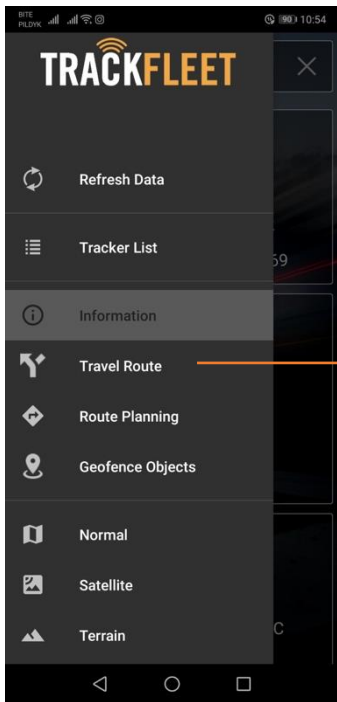 BITE
PILDYK
90
10:54
TRACKFLEET
Refresh Data
Tracker List
69
Information
Travel Route
Route Planning
Geofence Objects
Normal
Satellite
Terrain
C